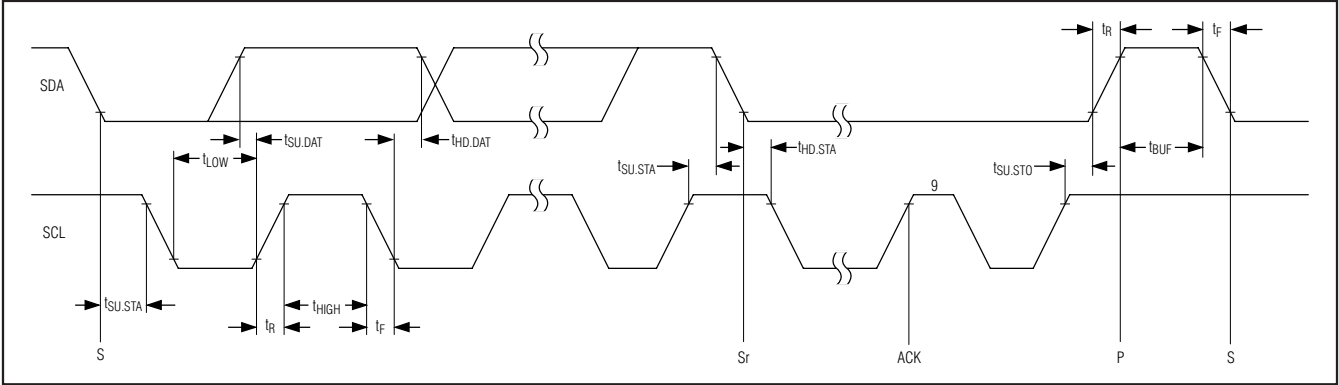 tR
tF
SDA
tSU.DAT
tHD.DAT
tLOW
tHD.STA
tSU.STA
tSU.STO
tBUF
9
SCL
tSU.STA
tHIGH
tR
tF
S
Sr
ACK
P
S